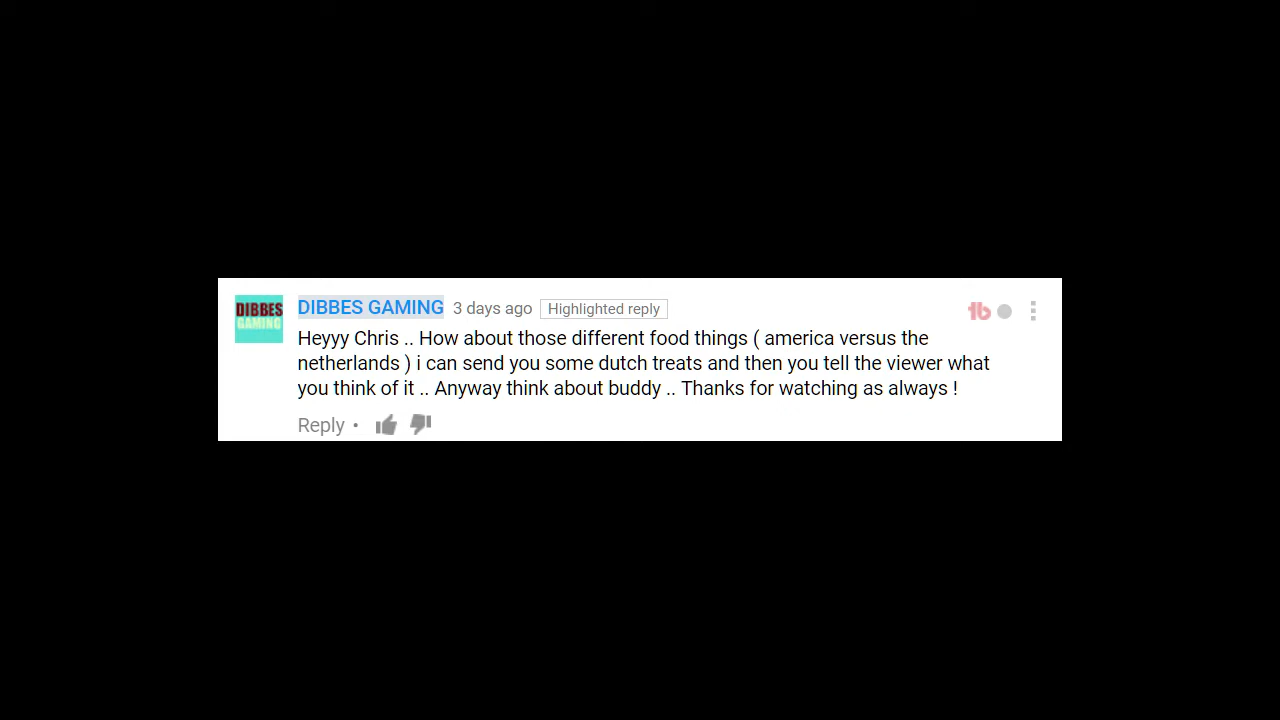 DIBBES
GAMING
DIBBES GAMING 3 days ago Highlighted reply
Heyyy Chris .. How about those different food things ( america versus the
netherlands ) i can send you some dutch treats and then you tell the viewer what
you think of it .. Anyway think about buddy .. Thanks for watching as always !
Reply •